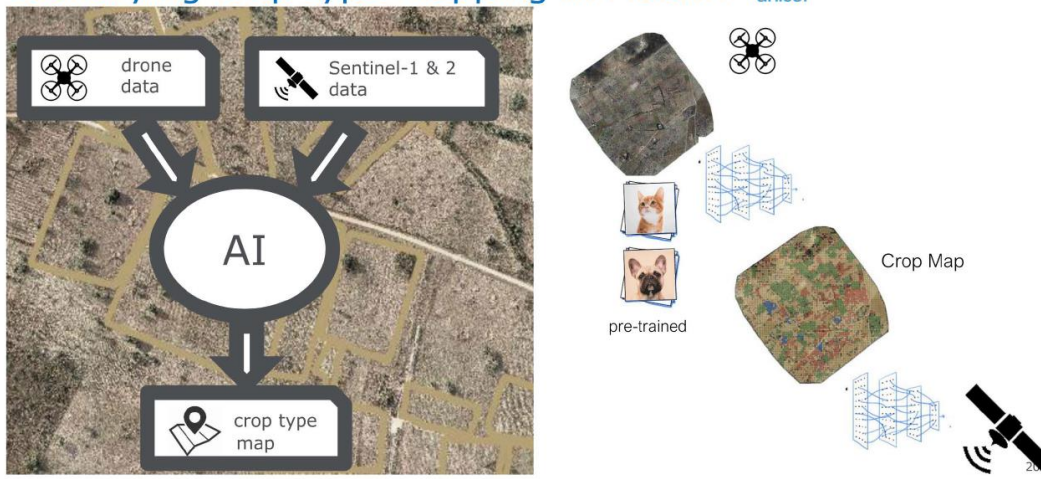 drone
data
Sentinel-1 & 2
data
AI
crop type
map
pre-trained
Crop Map